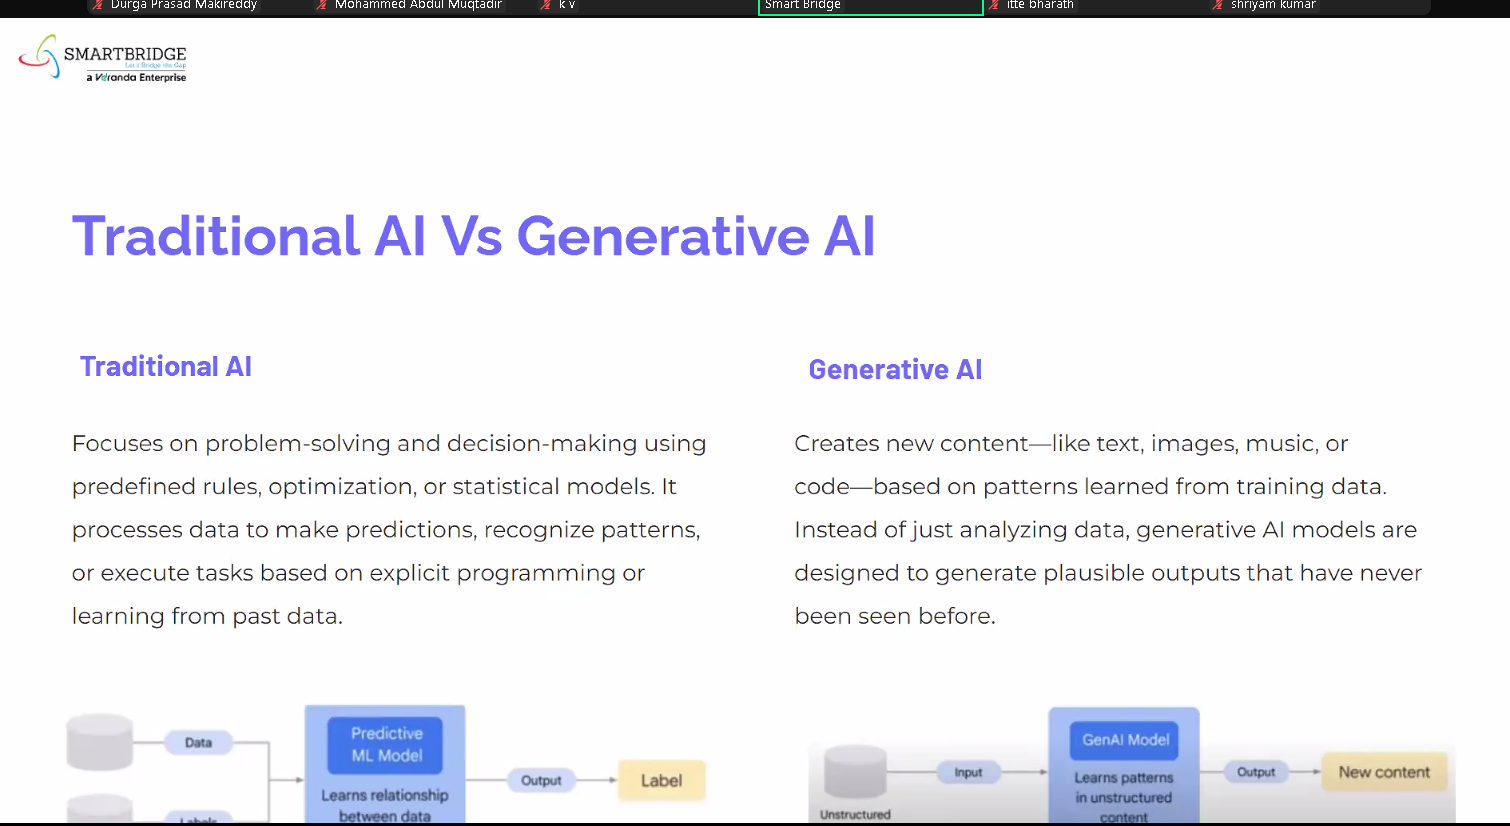 Durga Prasad Makireddy
Mohammed Abdul Muqtadir
k v
Smart Bridge
itte bharath
shriyam kumar
SMARTBRIDGE
Let's Bridge the Gap
a Veranda Enterprise
Traditional AI Vs Generative AI
Traditional AI
Focuses on problem-solving and decision-making using
predefined rules, optimization, or statistical models. It
processes data to make predictions, recognize patterns,
or execute tasks based on explicit programming or
learning from past data.
Data
Labels
Predictive
ML Model
Learns relationship
between data
Output
Label
Generative AI
Creates new content—like text, images, music, or
code—based on patterns learned from training data.
Instead of just analyzing data, generative AI models are
designed to generate plausible outputs that have never
been seen before.
Unstructured
Input
GenAI Model
Learns patterns
in unstructured
content
Output
New content